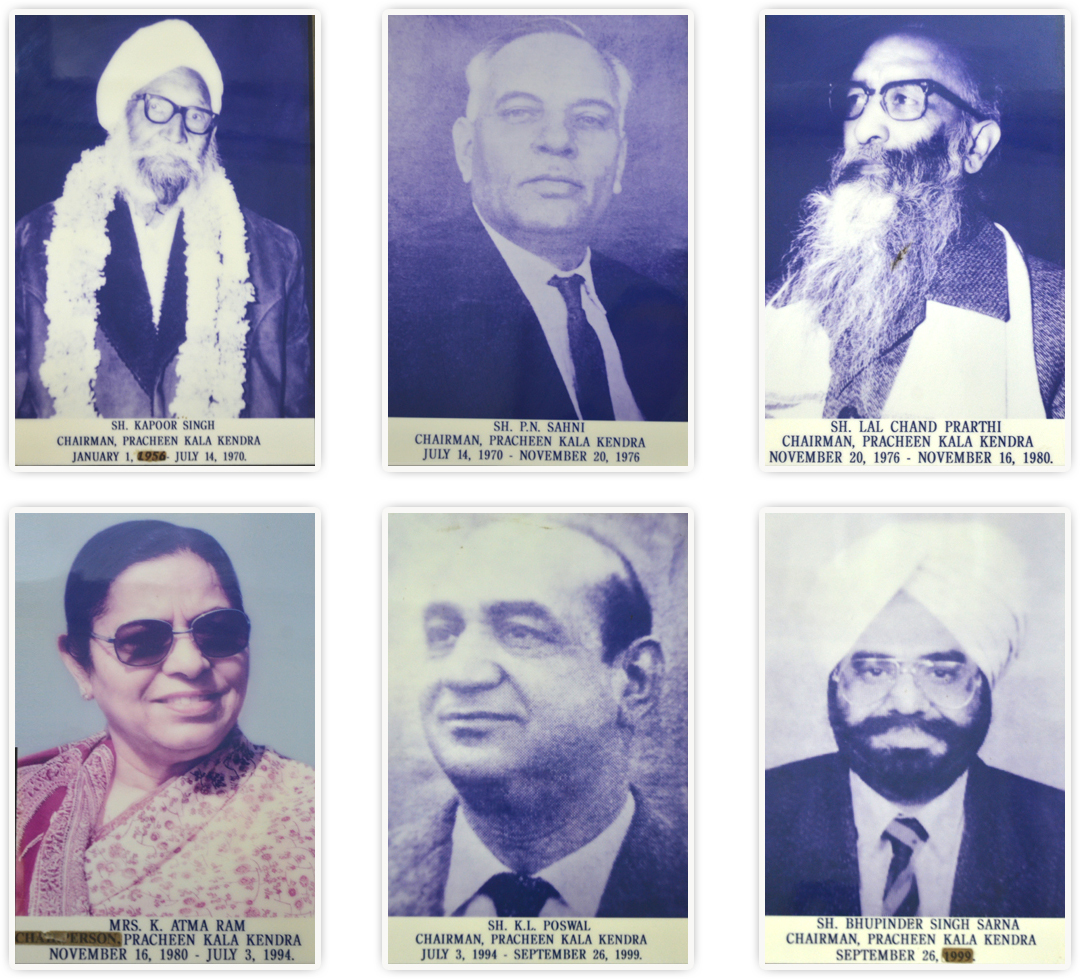 SH. KAPOOR SINGH
CHAIRMAN, PRACHEEN KALA KENDRA
JANUARY 1, 1956- JULY 14, 1970.
SH. P.N. SAHNI
CHAIRMAN, PRACHEEN KALA KENDRA
JULY 14, 1970 - NOVEMBER 20, 1976
SH. LAL CHAND PRARTHI
CHAIRMAN, PRACHEEN KALA KENDRA
NOVEMBER 20, 1976 - NOVEMBER 16, 1980.
MRS. K. ATMA RAM
PRACHEEN KALA KENDRA
NOVEMBER 16, 1980 - JULY 3, 1994.
SH. K.L. POSWAL
CHAIRMAN, PRACHEEN KALA KENDRA
JULY 3, 1994 - SEPTEMBER 26, 1999.
SH. BHUPINDER SINGH SARNA
CHAIRMAN, PRACHEEN KALA KENDRA
SEPTEMBER 26, 1999.